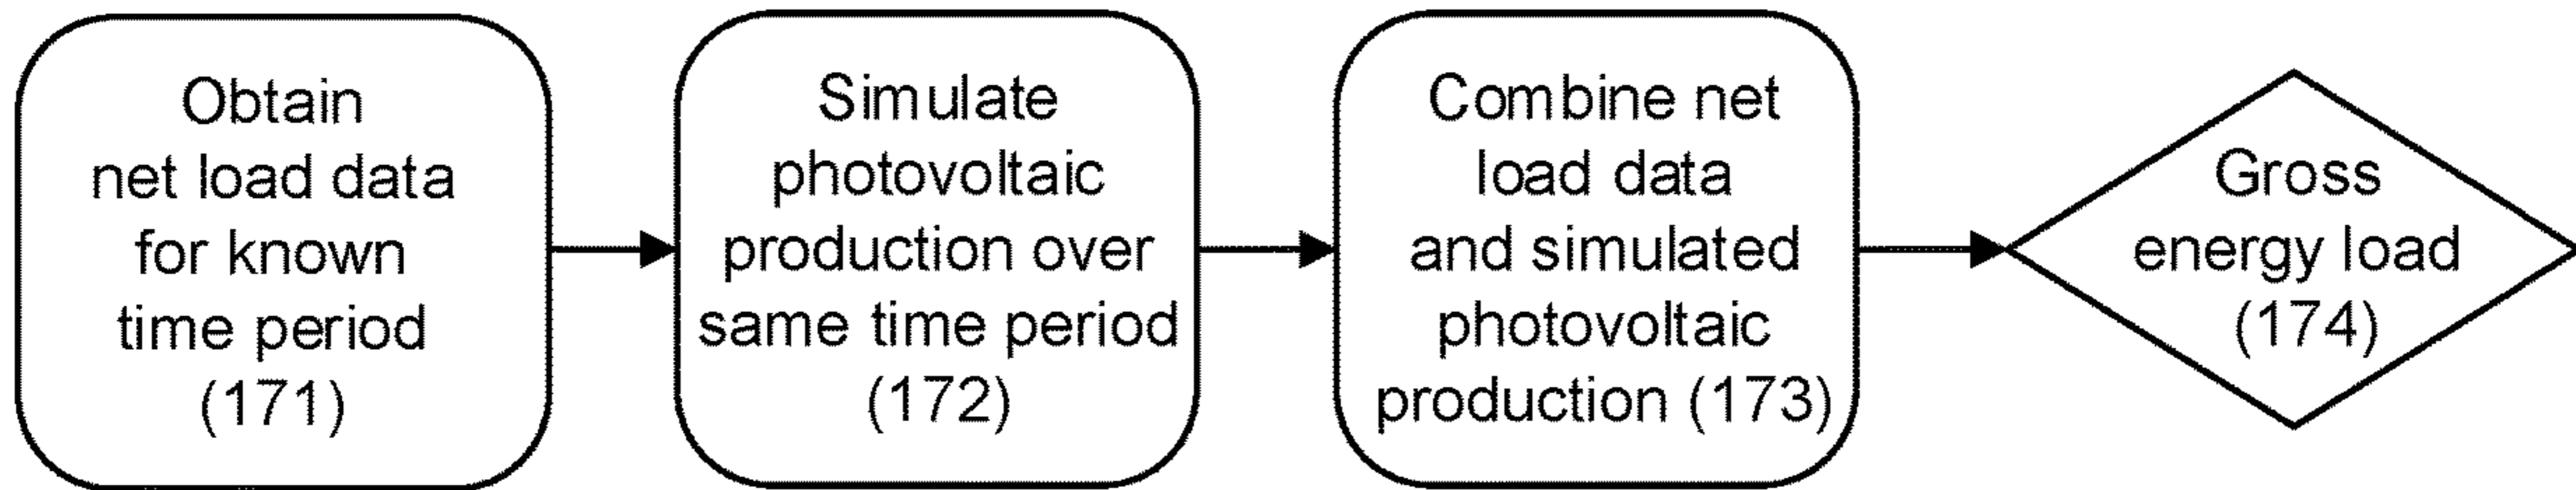 Obtain
net load data
for known
time period
(171)
Simulate
photovoltaic
production over
same time period
(172)
Combine net
load data
and simulated
photovoltaic
production (173)
Gross
energy load
(174)